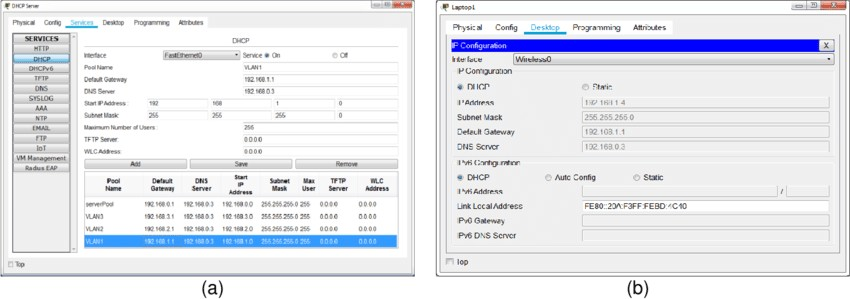 DHCP Server
Physical Config Services Desktop Programming Attributes
SERVICES
HTTP
DHCP
DHCPv6
TFTP
DNS
SYSLOG
AAA
NTP
EMAIL
FTP
IoT
VM Management
Radius EAP
DHCP
Interface FastEthernet0 Service On Off
Pool Name VLAN1
Default Gateway 192.168.1.1
DNS Server 192.168.0.3
Start IP Address : 192 168 1 0
Subnet Mask: 255 255 255 0
Maximum Number of Users : 255
TFTP Server: 0.0.0.0
WLC Address: 0.0.0.0
Add Save Remove
Pool Name Default Gateway DNS Server Start IP Address Subnet Mask Max User TFTP Server WLC Address
serverPool 192.168.0.1 192.168.0.3 192.168.0.0 255.255.255.0 255 0.0.0.0 0.0.0.0
VLAN3 192.168.3.1 192.168.0.3 192.168.3.0 255.255.255.0 255 0.0.0.0 0.0.0.0
VLAN2 192.168.2.1 192.168.0.3 192.168.2.0 255.255.255.0 255 0.0.0.0 0.0.0.0
VLAN1 192.168.1.1 192.168.0.3 192.168.1.0 255.255.255.0 255 0.0.0.0 0.0.0.0
Top
(a)
Laptop1
Physical Config Desktop Programming Attributes
IP Configuration X
Interface Wireless0
IP Configuration
DHCP Static
IP Address 192.168.1.4
Subnet Mask 255.255.255.0
Default Gateway 192.168.1.1
DNS Server 192.168.0.3
IPv6 Configuration
DHCP Auto Config Static
IPv6 Address /
Link Local Address FE80::20A:F3FF:FEBD:4C40
IPv6 Gateway
IPv6 DNS Server
Top
(b)